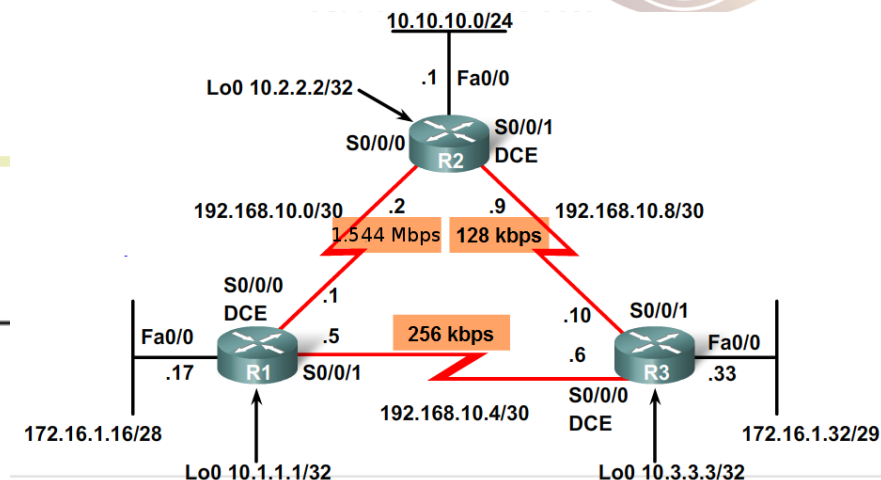 10.10.10.0/24
.1 Fa0/0
Lo0 10.2.2.2/32
S0/0/0
S0/0/1
DCE
R2
192.168.10.0/30
.2
.9
192.168.10.8/30
1.544 Mbps
128 kbps
S0/0/0
DCE
.1
.10
S0/0/1
Fa0/0
.17
R1
.5
S0/0/1
256 kbps
.6
R3
Fa0/0
.33
S0/0/0
DCE
192.168.10.4/30
172.16.1.16/28
172.16.1.32/29
Lo0 10.1.1.1/32
Lo0 10.3.3.3/32